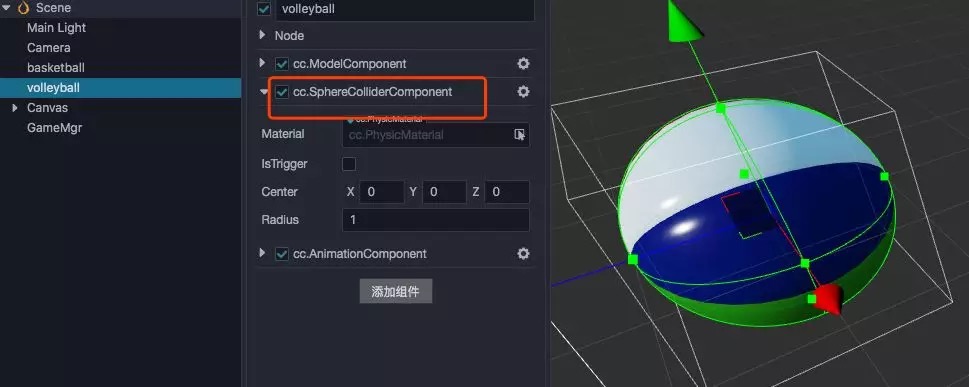 Scene
Main Light
Camera
basketball
volleyball
Canvas
GameMgr
volleyball
Node
cc.ModelComponent
cc.SphereColliderComponent
cc.PhysicMaterial
Material cc.PhysicMaterial
IsTrigger
Center X 0 Y 0 Z 0
Radius 1
cc.AnimationComponent
添加组件